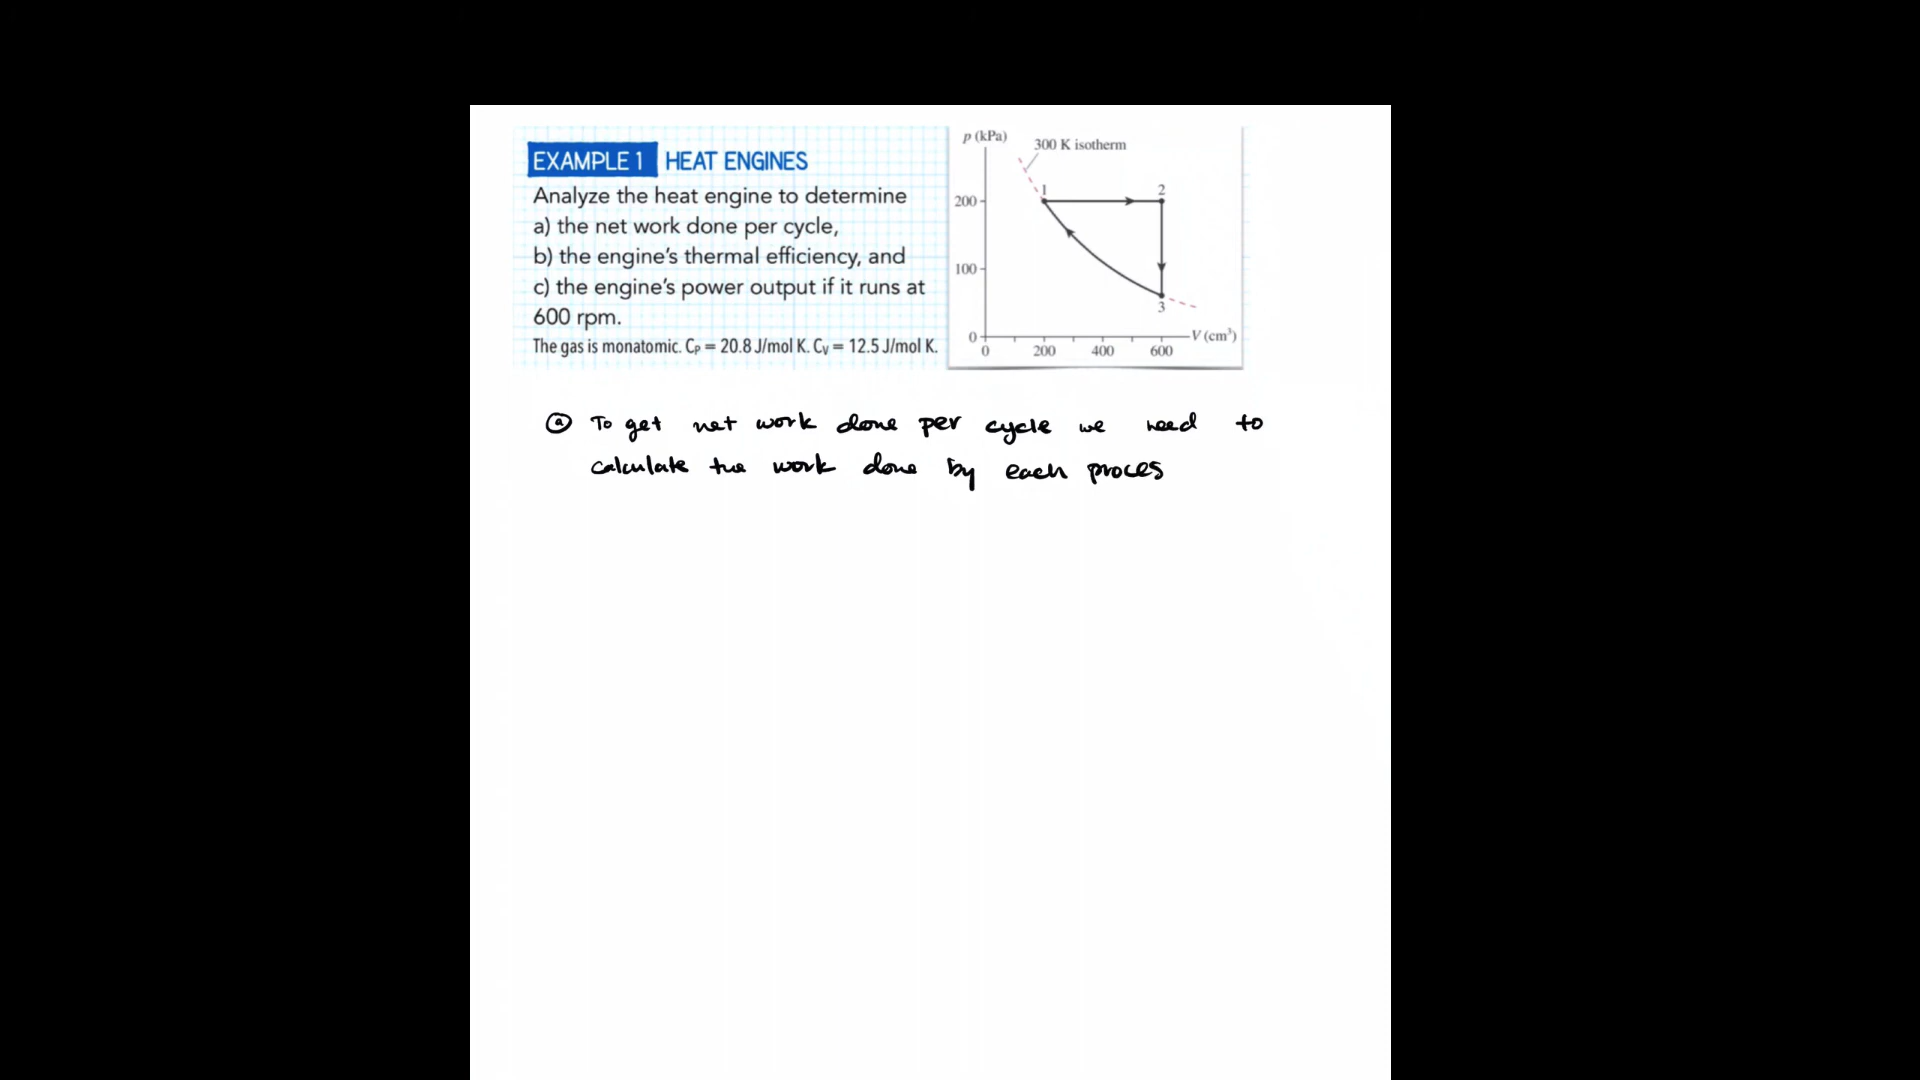 EXAMPLE 1 HEAT ENGINES
Analyze the heat engine to determine
a) the net work done per cycle,
b) the engine's thermal efficiency, and
c) the engine's power output if it runs at
600 rpm.
The gas is monatomic. Cₚ = 20.8 J/mol K. Cᵥ = 12.5 J/mol K.
p (kPa)
300 K isotherm
1
2
200
100
3
0
V (cm³)
0
200
400
600
ⓐ To get net work done per cycle we need to
calculate the work done by each proces